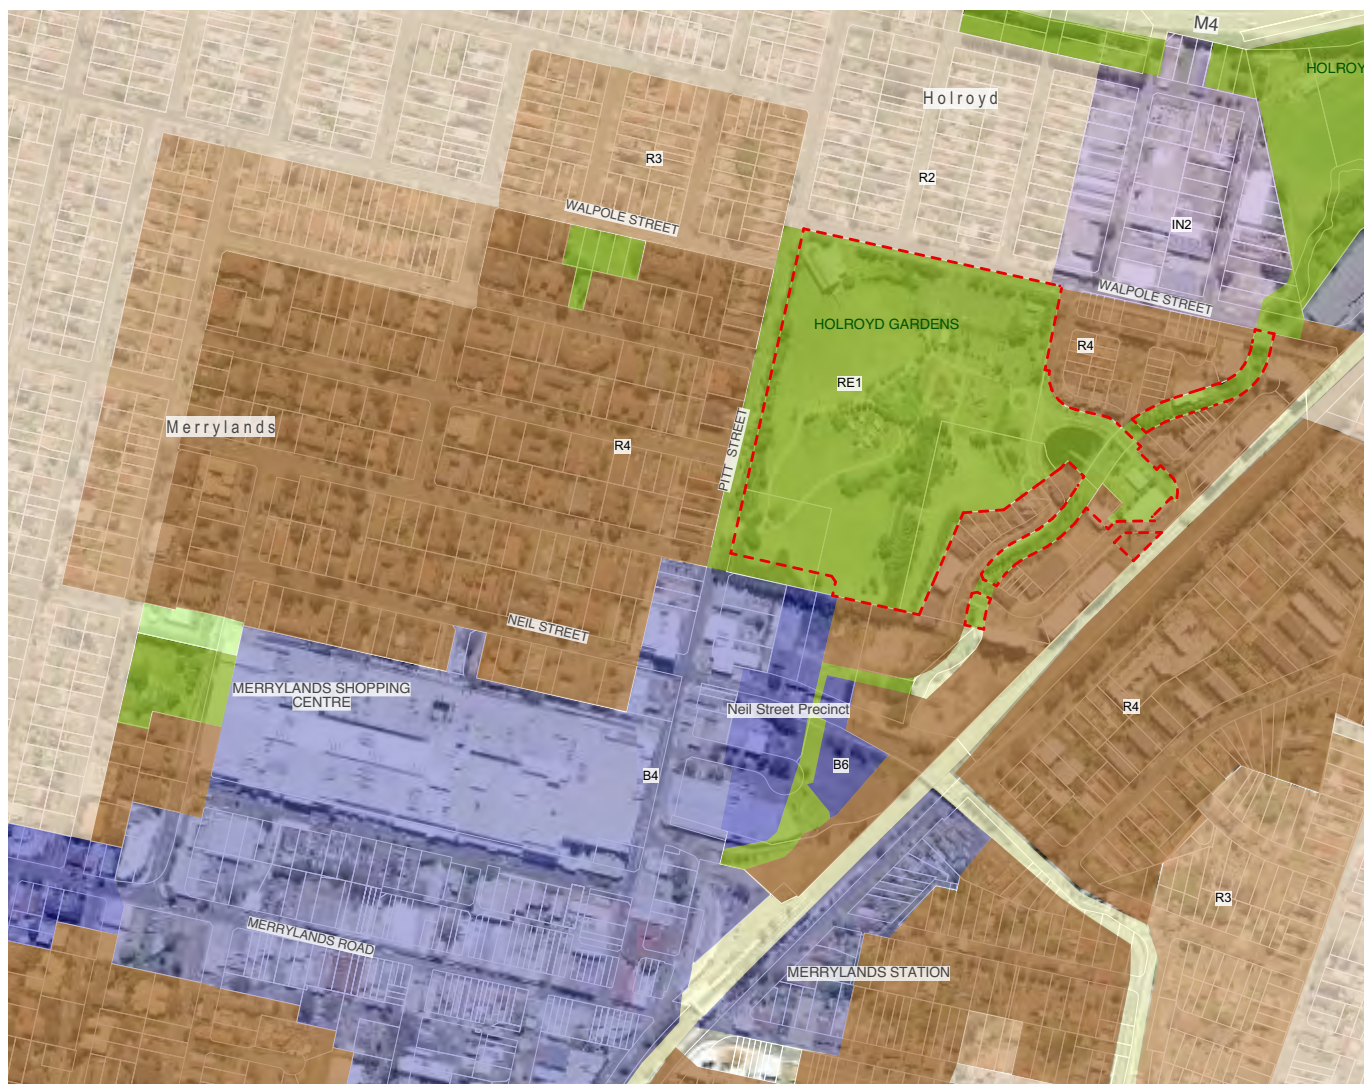 M4
HOLROY
Holroyd
R3
R2
WALPOLE STREET
IN2
WALPOLE STREET
HOLROYD GARDENS
R4
RE1
Merrylands
R4
PITT STREET
NEIL STREET
MERRYLANDS SHOPPING
CENTRE
Neil Street Precinct
R4
B4
B6
R3
MERRYLANDS ROAD
MERRYLANDS STATION